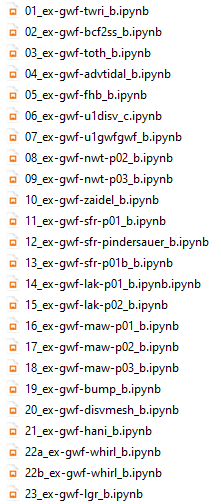 01_ex-gwf-twri_b.ipynb
02_ex-gwf-bcf2ss_b.ipynb
03_ex-gwf-toth_b.ipynb
04_ex-gwf-advtidal_b.ipynb
05_ex-gwf-fhb_b.ipynb
06_ex-gwf-u1disv_c.ipynb
07_ex-gwf-u1gwfgwf_b.ipynb
08_ex-gwf-nwt-p02_b.ipynb
09_ex-gwf-nwt-p03_b.ipynb
10_ex-gwf-zaidel_b.ipynb
11_ex-gwf-sfr-p01_b.ipynb
12_ex-gwf-sfr-pindersauer_b.ipynb
13_ex-gwf-sfr-p01b_b.ipynb
14_ex-gwf-lak-p01_b.ipynb.ipynb
15_ex-gwf-lak-p02_b.ipynb
16_ex-gwf-maw-p01_b.ipynb
17_ex-gwf-maw-p02_b.ipynb
18_ex-gwf-maw-p03_b.ipynb
19_ex-gwf-bump_b.ipynb
20_ex-gwf-disvmesh_b.ipynb
21_ex-gwf-hani_b.ipynb
22a_ex-gwf-whirl_b.ipynb
22b_ex-gwf-whirl_b.ipynb
23_ex-gwf-lgr_b.ipynb